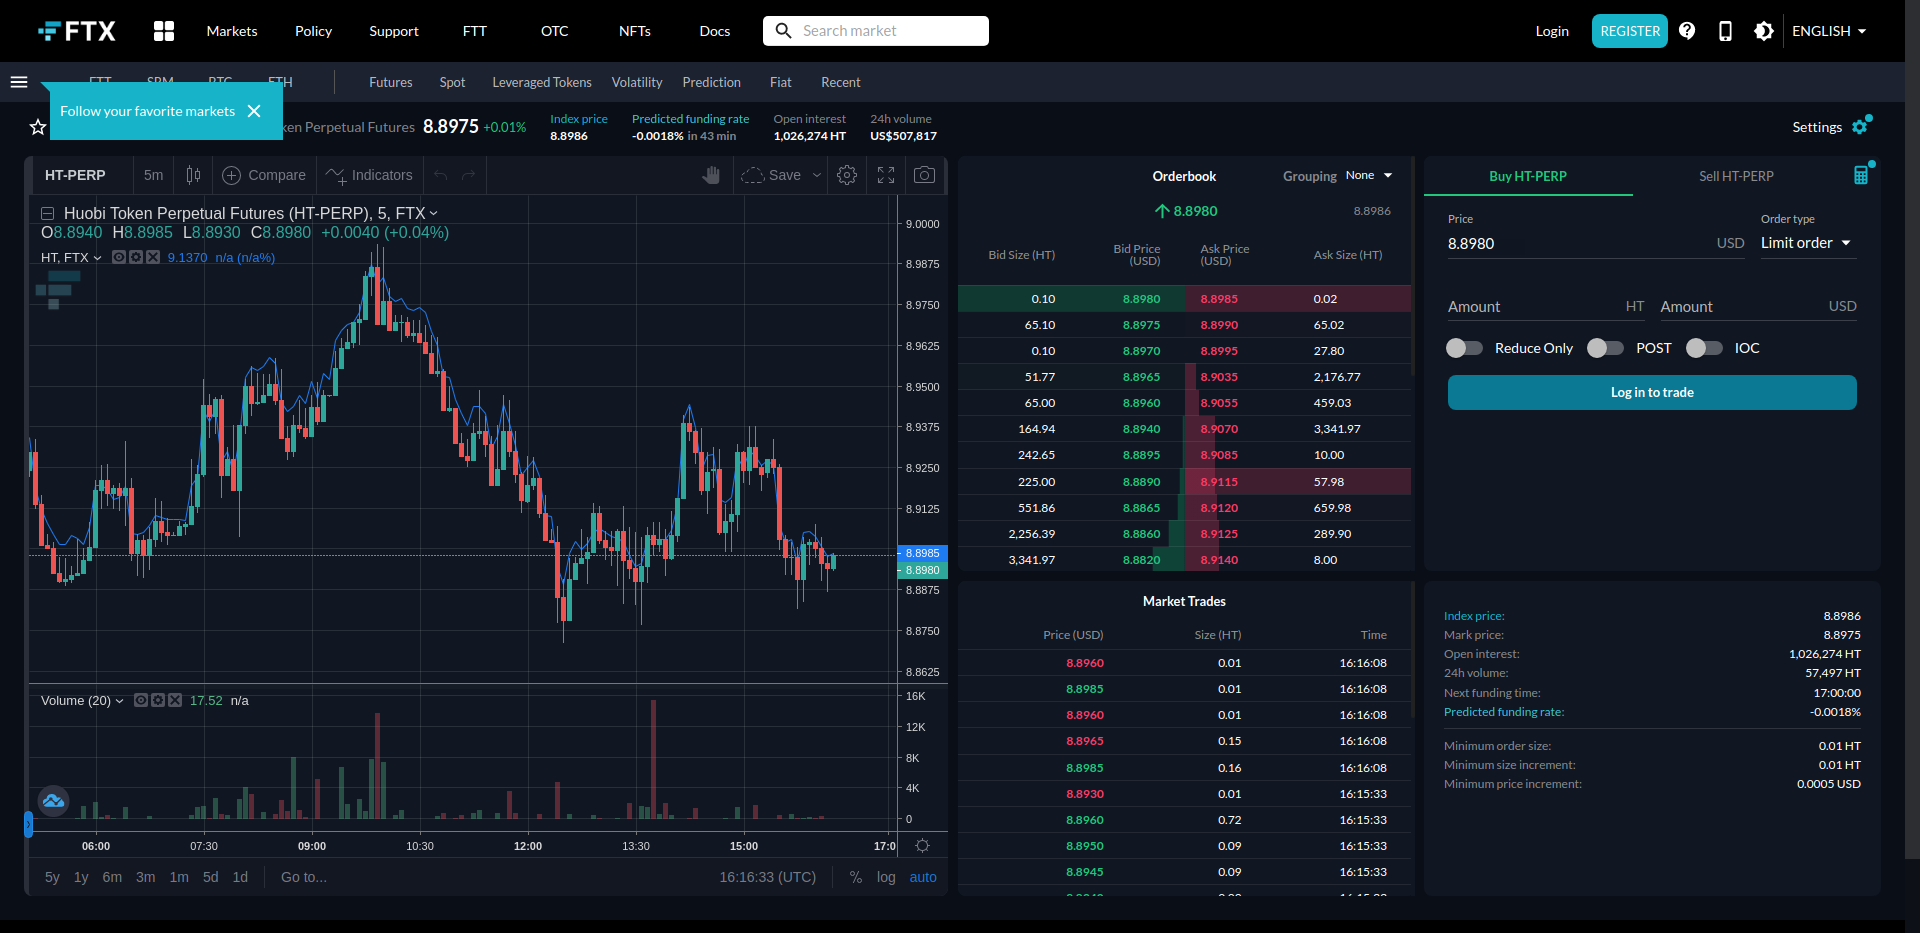 FTX Markets Policy Support FTT OTC NFTs Docs Search market Login REGISTER ENGLISH
Futures Spot Leveraged Tokens Volatility Prediction Fiat Recent
Follow your favorite markets
Perpetual Futures 8.8975 +0.01%
Index price
8.8986
Predicted funding rate
-0.0018% in 43 min
Open interest
1,026,274 HT
24h volume
US$507,817
Settings
HT-PERP 5m Compare Indicators Save
Huobi Token Perpetual Futures (HT-PERP), 5, FTX
O8.8940 H8.8985 L8.8930 C8.8980 +0.0040 (+0.04%)
HT, FTX 9.1370 n/a (n/a%)
9.0000
8.9875
8.9750
8.9625
8.9500
8.9375
8.9250
8.9125
8.8985
8.8980
8.8875
8.8750
8.8625
Volume (20) 17.52 n/a
16K
12K
8K
4K
0
06:00 07:30 09:00 10:30 12:00 13:30 15:00 17:0
5y 1y 6m 3m 1m 5d 1d Go to... 16:16:33 (UTC) % log auto
Orderbook Grouping None
8.8980 8.8986
Bid Size (HT) Bid Price (USD) Ask Price (USD) Ask Size (HT)
0.10 8.8980 8.8985 0.02
65.10 8.8975 8.8990 65.02
0.10 8.8970 8.8995 27.80
51.77 8.8965 8.9035 2,176.77
65.00 8.8960 8.9055 459.03
164.94 8.8940 8.9070 3,341.97
242.65 8.8895 8.9085 10.00
225.00 8.8890 8.9115 57.98
551.86 8.8865 8.9120 659.98
2,256.39 8.8860 8.9125 289.90
3,341.97 8.8820 8.9140 8.00
Market Trades
Price (USD) Size (HT) Time
8.8960 0.01 16:16:08
8.8985 0.01 16:16:08
8.8960 0.01 16:16:08
8.8965 0.15 16:16:08
8.8985 0.16 16:16:08
8.8930 0.01 16:15:33
8.8960 0.72 16:15:33
8.8950 0.09 16:15:33
8.8945 0.09 16:15:33
Buy HT-PERP Sell HT-PERP
Price Order type
8.8980 USD Limit order
Amount HT Amount USD
Reduce Only POST IOC
Log in to trade
Index price: 8.8986
Mark price: 8.8975
Open interest: 1,026,274 HT
24h volume: 57,497 HT
Next funding time: 17:00:00
Predicted funding rate: -0.0018%
Minimum order size: 0.01 HT
Minimum size increment: 0.01 HT
Minimum price increment: 0.0005 USD